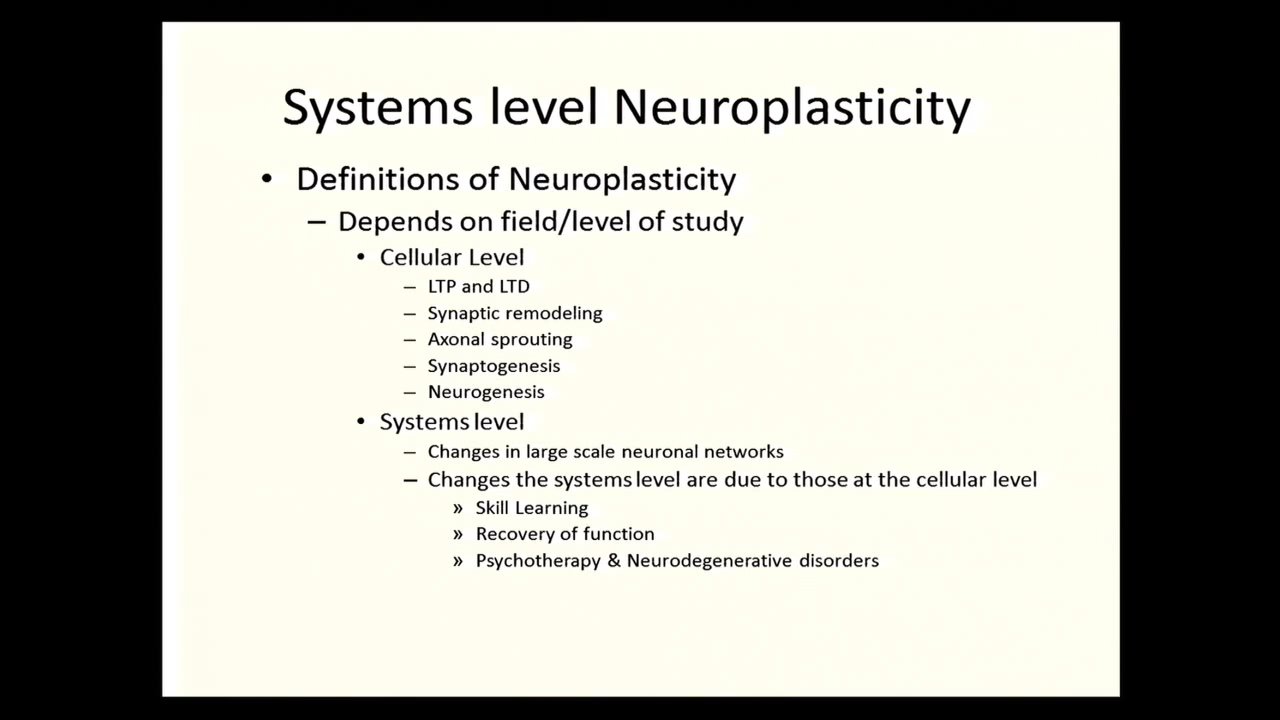 Systems level Neuroplasticity
• Definitions of Neuroplasticity
– Depends on field/level of study
• Cellular Level
– LTP and LTD
– Synaptic remodeling
– Axonal sprouting
– Synaptogenesis
– Neurogenesis
• Systems level
– Changes in large scale neuronal networks
– Changes the systems level are due to those at the cellular level
» Skill Learning
» Recovery of function
» Psychotherapy & Neurodegenerative disorders